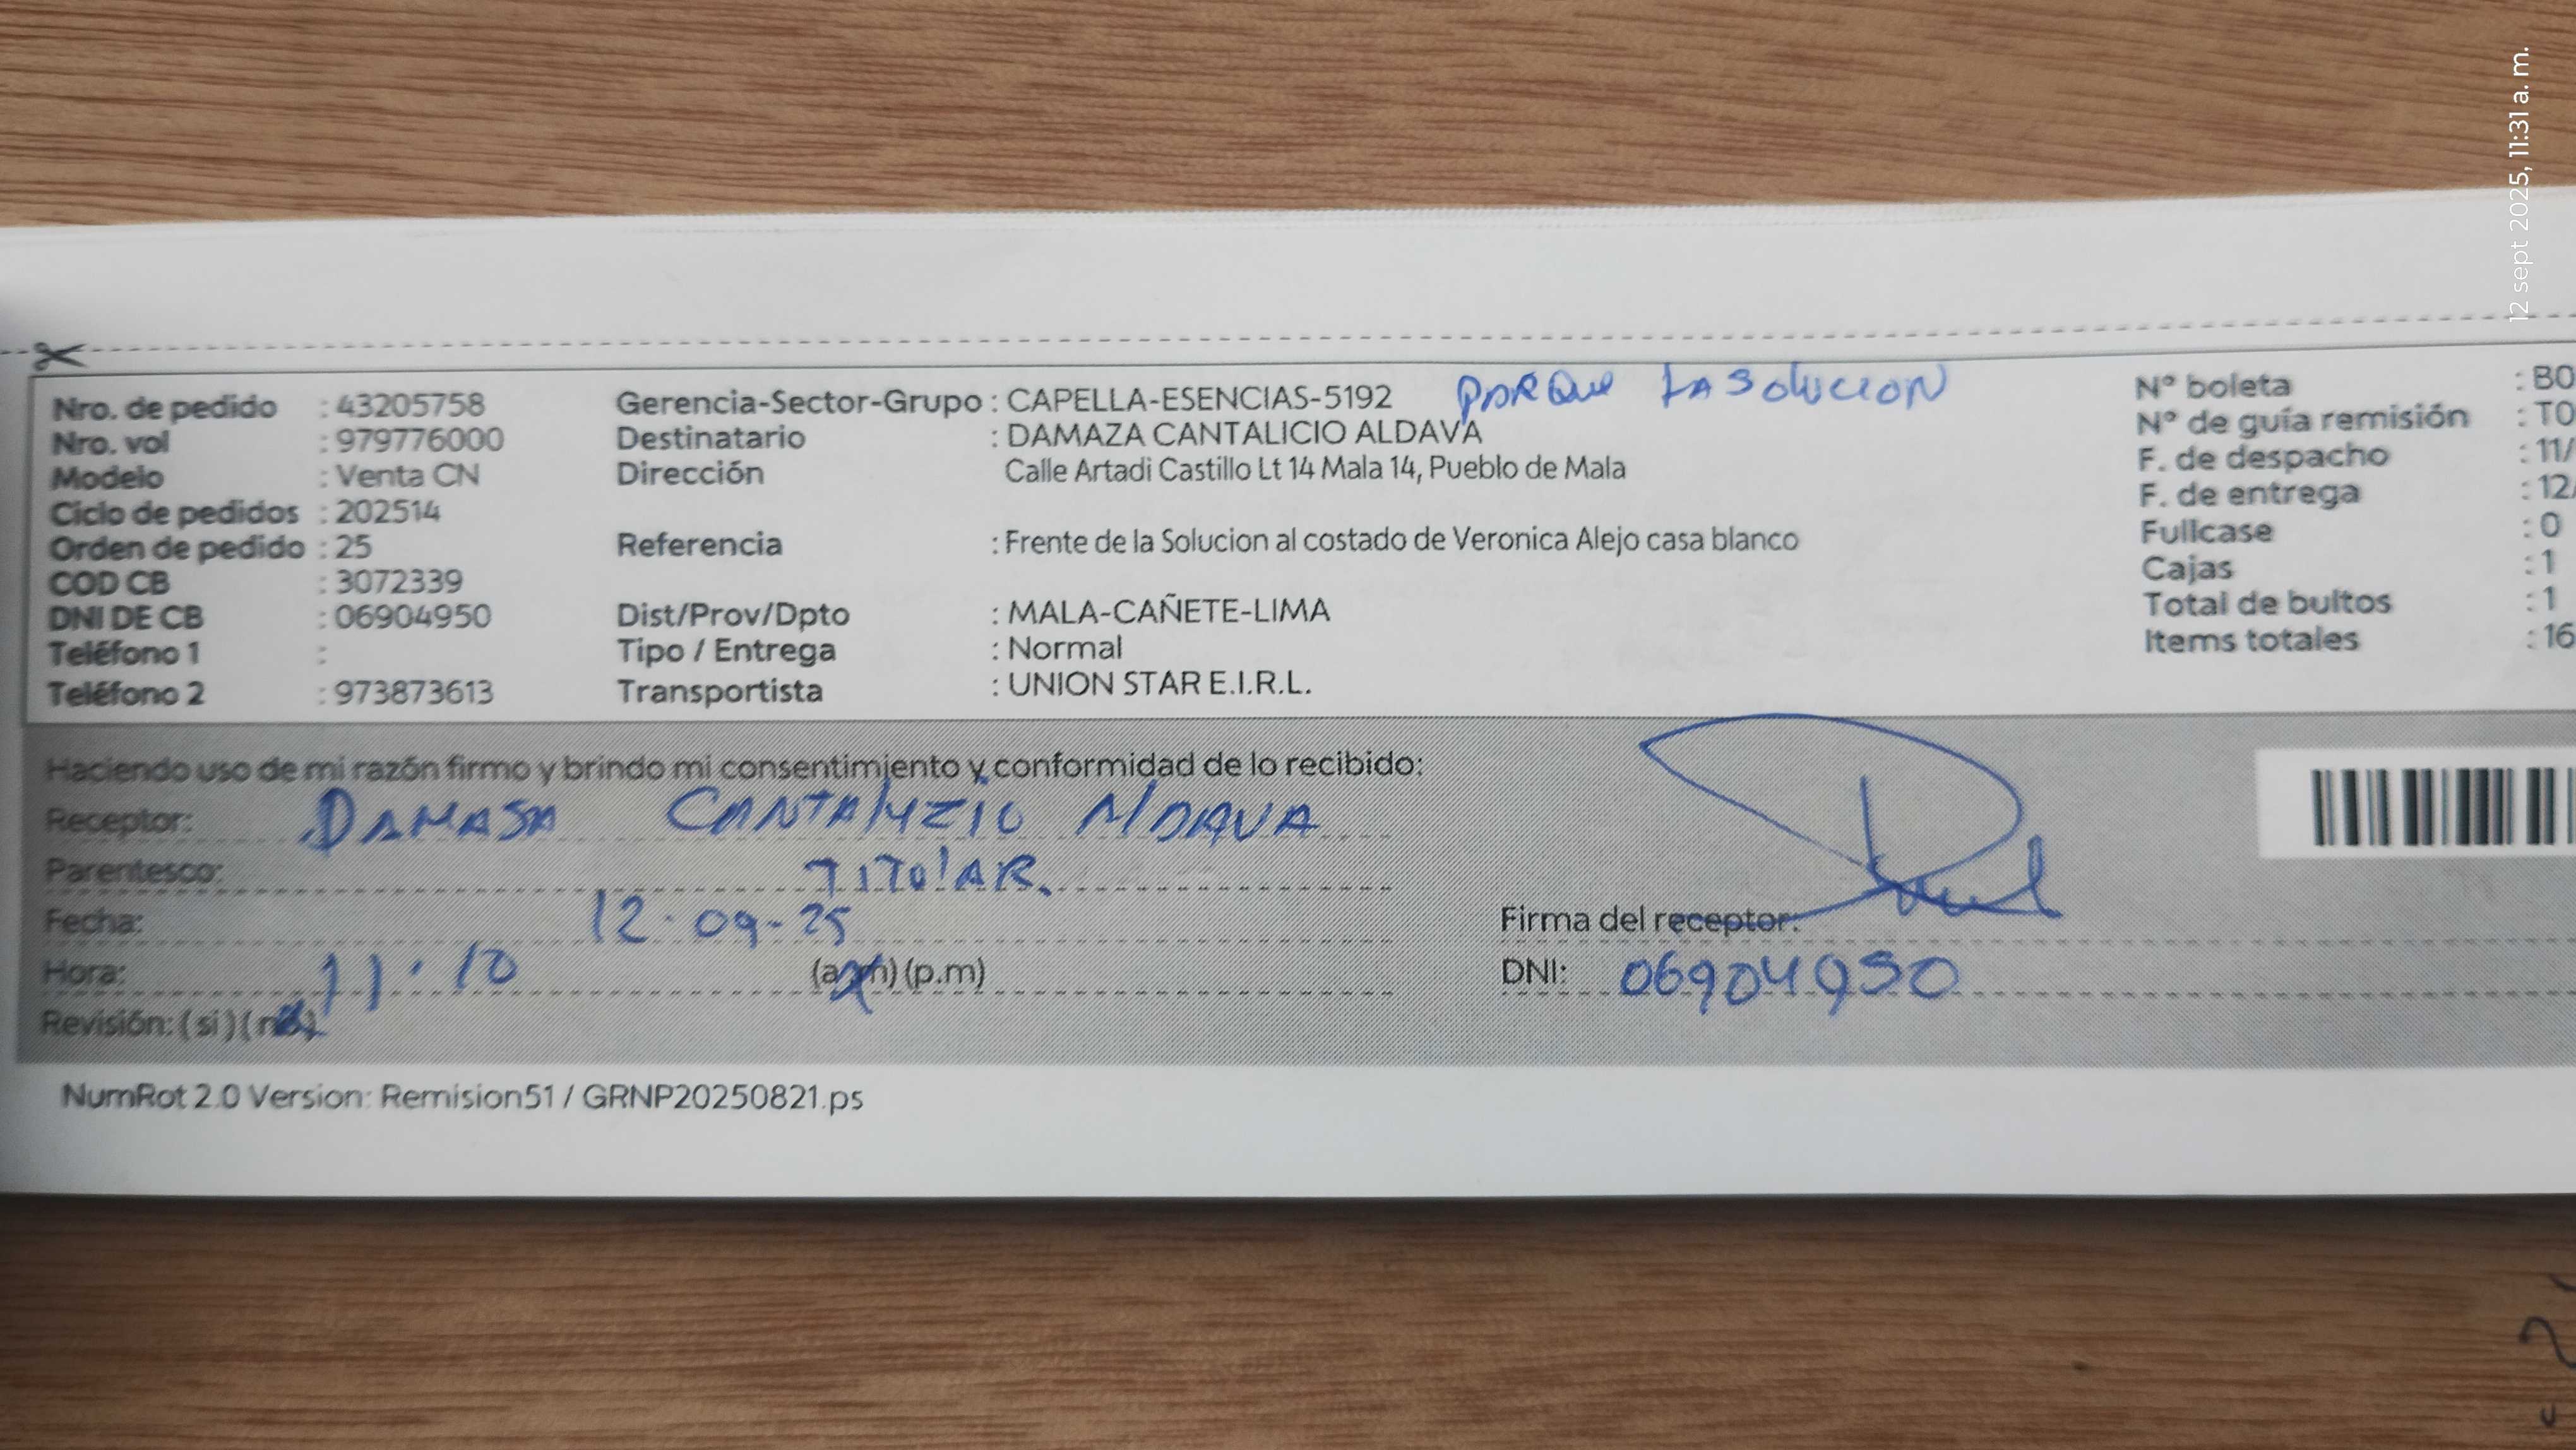 12 sept 2025, 11:31 a. m.
Nro. de pedido : 43205758
Nro. vol : 979776000
Modelo : Venta CN
Ciclo de pedidos : 202514
Orden de pedido : 25
COD CB : 3072339
DNI DE CB : 06904950
Teléfono 1 :
Teléfono 2 : 973873613
Gerencia-Sector-Grupo : CAPELLA-ESENCIAS-5192 PARQUE LA SOLUCION
Destinatario : DAMAZA CANTALICIO ALDAVA
Dirección Calle Artadi Castillo Lt 14 Mala 14, Pueblo de Mala
Referencia : Frente de la Solucion al costado de Veronica Alejo casa blanco
Dist/Prov/Dpto : MALA-CAÑETE-LIMA
Tipo / Entrega : Normal
Transportista : UNION STAR E.I.R.L.
N° boleta : B0
N° de guía remisión : T0
F. de despacho : 11/
F. de entrega : 12/
Fullcase : 0
Cajas : 1
Total de bultos : 1
Items totales : 16
Haciendo uso de mi razón firmo y brindo mi consentimiento y conformidad de lo recibido:
Receptor: DAMASA CANTALYZIO AlDAVA
Parentesco: TITOlAR.
Fecha: 12-09-25
Hora: 11:10 (a.m) (p.m)
Revisión: ( si ) ( no )
Firma del receptor:
DNI: 06904950
NumRot 2.0 Version: Remision51 / GRNP20250821.ps